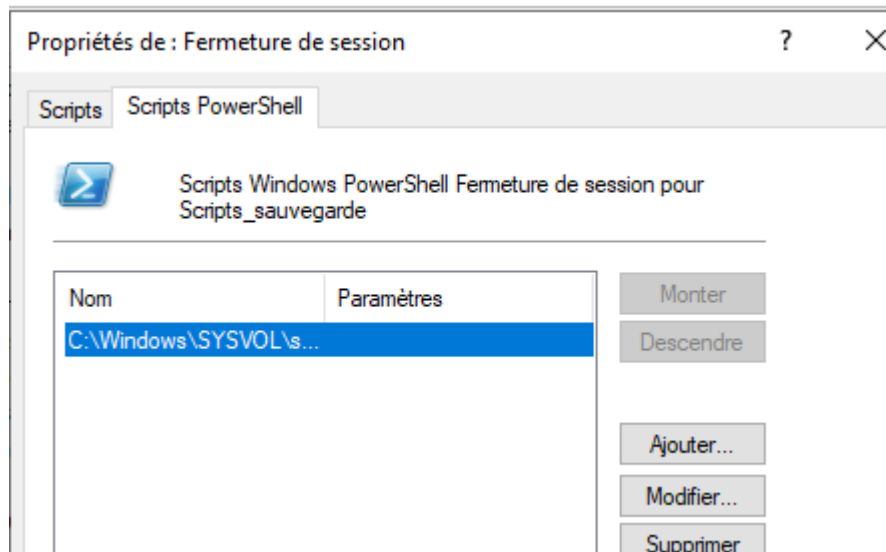 Propriétés de : Fermeture de session ? ×
Scripts Scripts PowerShell
Scripts Windows PowerShell Fermeture de session pour
Scripts_sauvegarde
Nom Paramètres
C:\Windows\SYSVOL\s...
Monter
Descendre
Ajouter...
Modifier...
Supprimer